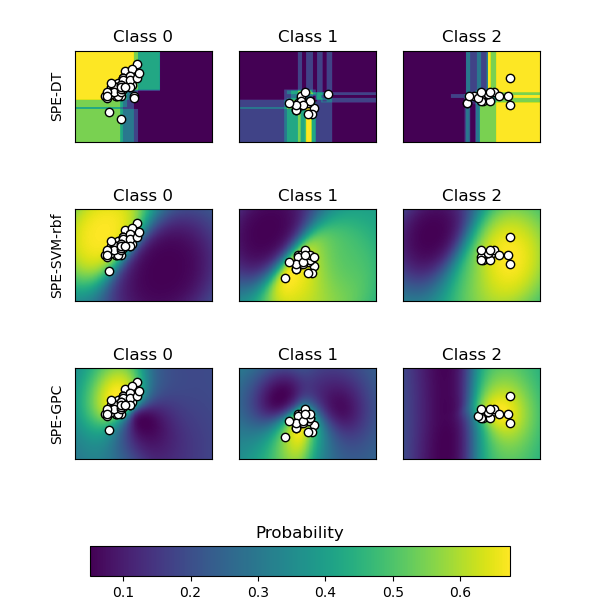 Class 0 Class 1 Class 2
SPE-DT
Class 0 Class 1 Class 2
SPE-SVM-rbf
Class 0 Class 1 Class 2
SPE-GPC
Probability
0.1 0.2 0.3 0.4 0.5 0.6